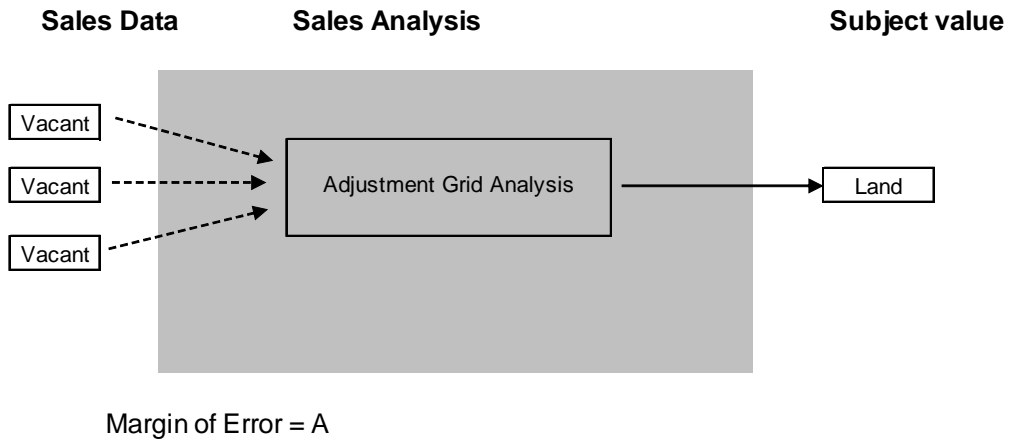 Sales Data Sales Analysis Subject value
Vacant
Vacant Adjustment Grid Analysis Land
Vacant
Margin of Error = A